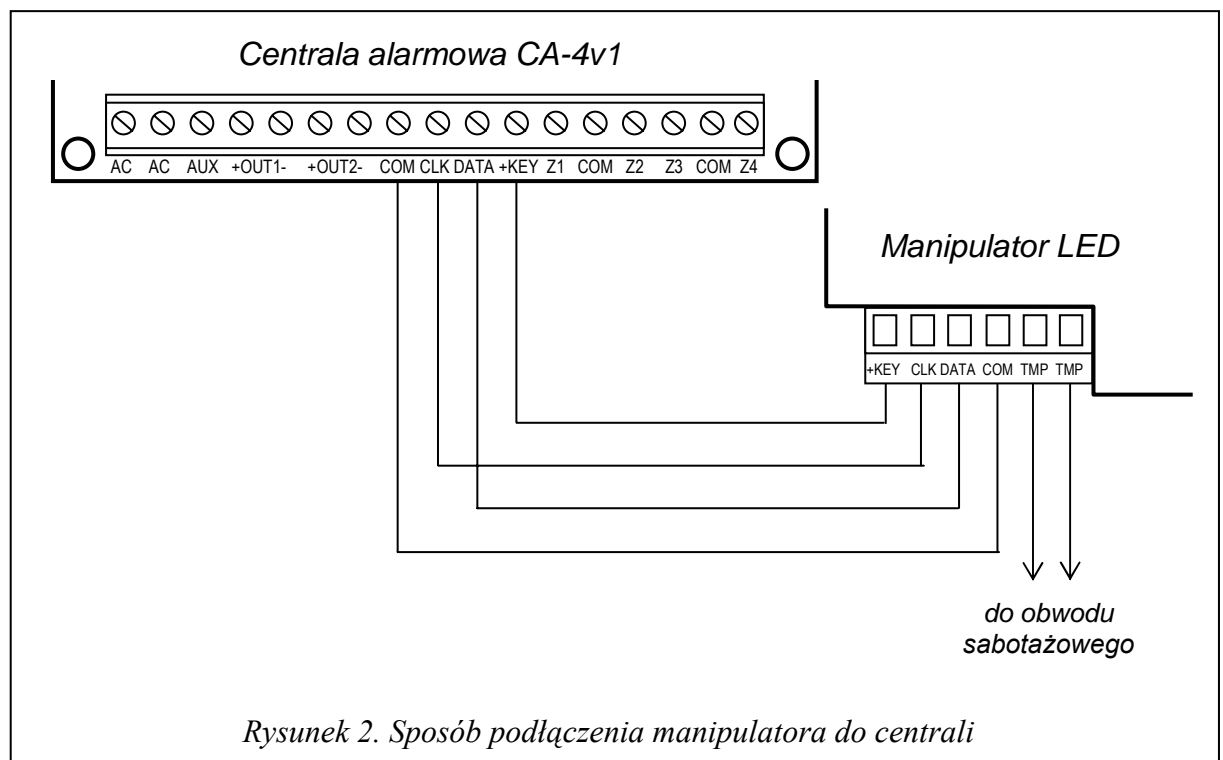 Centrala alarmowa CA-4v1
AC AC AUX +OUT1- +OUT2- COM CLK DATA +KEY Z1 COM Z2 Z3 COM Z4
Manipulator LED
+KEY CLK DATA COM TMP TMP
do obwodu
sabotażowego
Rysunek 2. Sposób podłączenia manipulatora do centrali